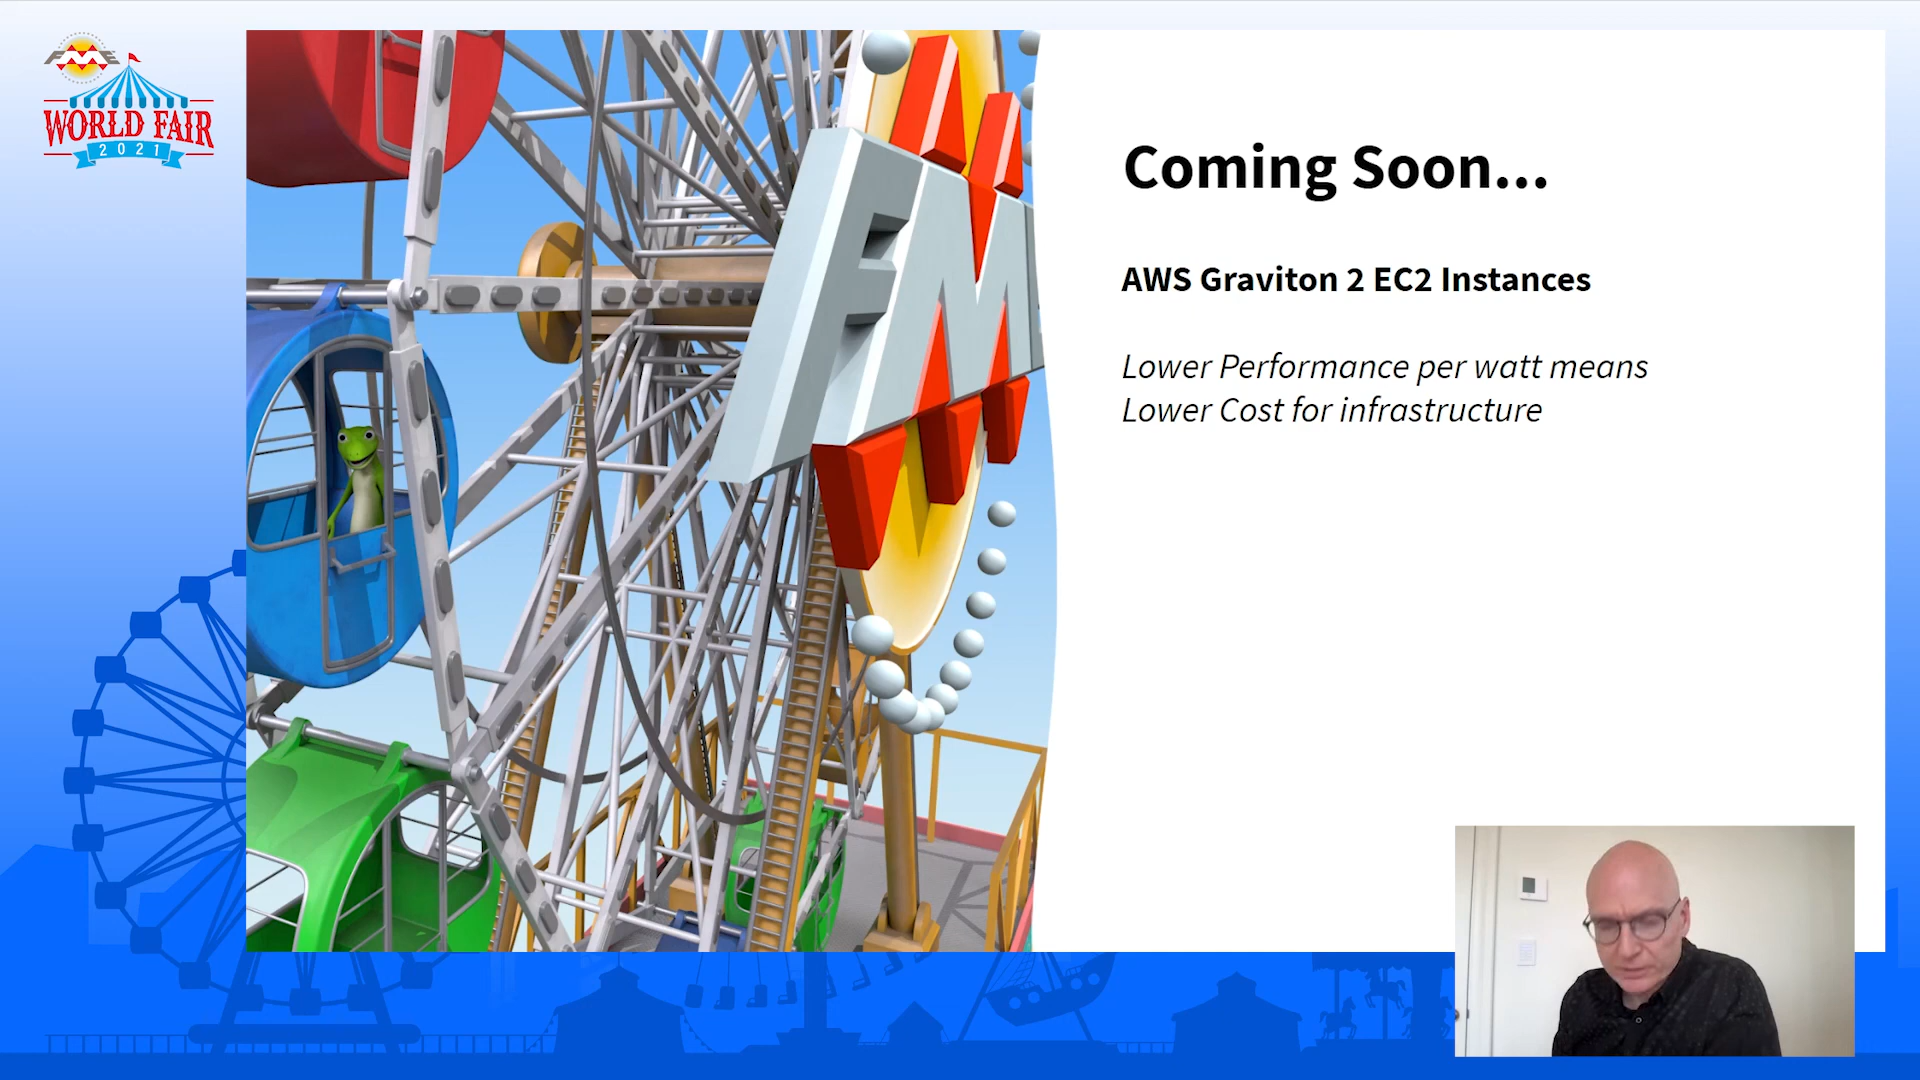 FME
WORLD FAIR
2021
FME
Coming Soon...
AWS Graviton 2 EC2 Instances
Lower Performance per watt means
Lower Cost for infrastructure